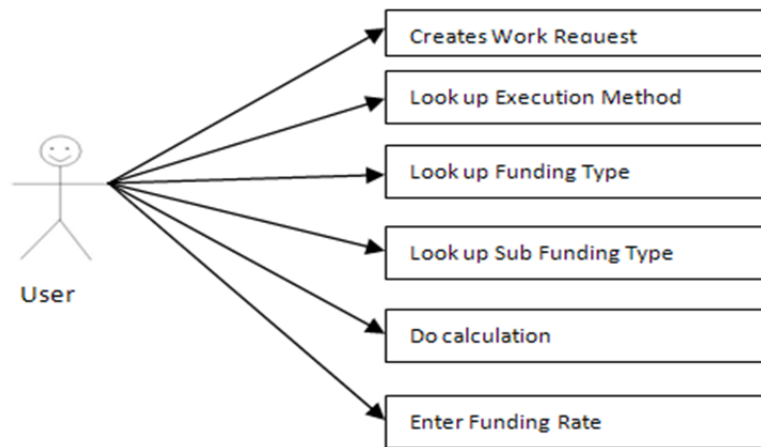 Creates Work Request
Look up Execution Method
Look up Funding Type
Look up Sub Funding Type
User
Do calculation
Enter Funding Rate